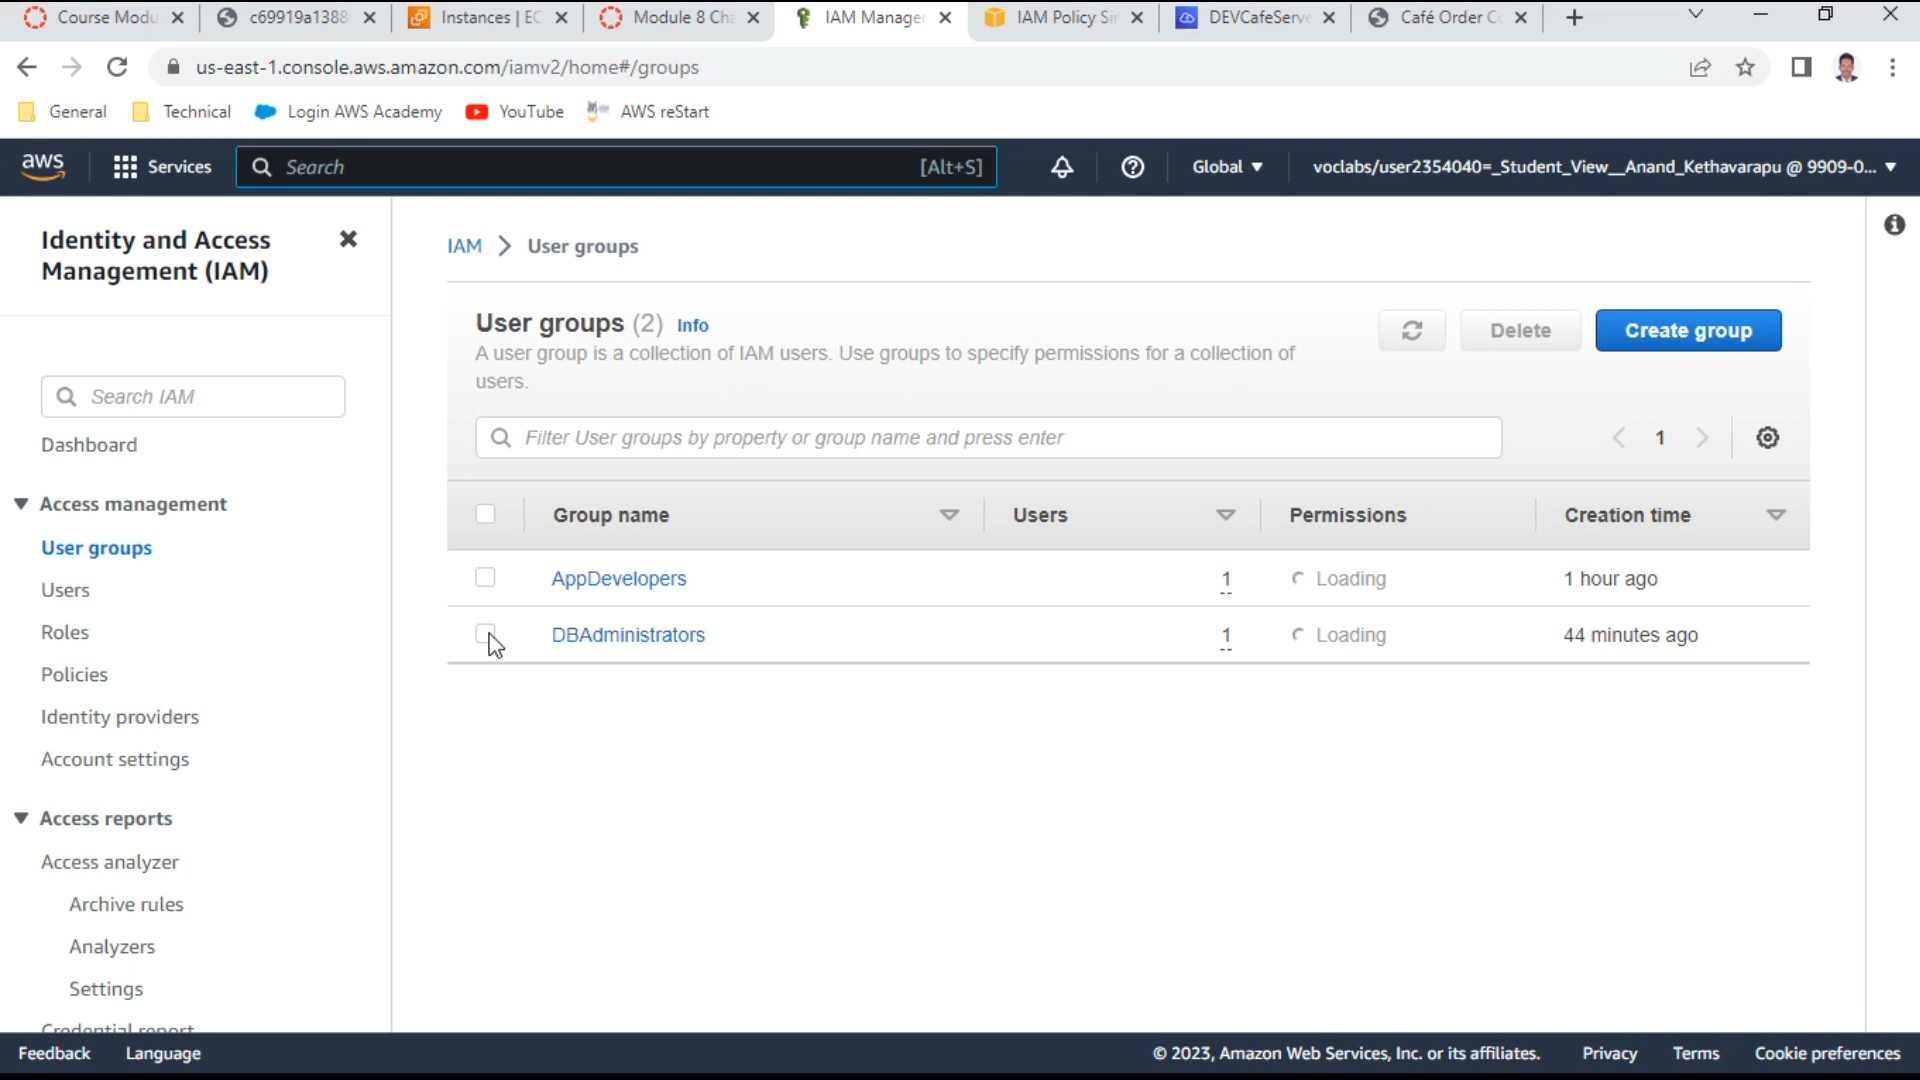 Course Modu
c69919a1388
Instances | EC
Module 8 Cha
IAM Manage
IAM Policy Si
DEVCafeServe
Café Order C
us-east-1.console.aws.amazon.com/iamv2/home#/groups
General
Technical
Login AWS Academy
YouTube
AWS reStart
aws
Services
Search
[Alt+S]
Global
voclabs/user2354040=_Student_View__Anand_Kethavarapu @ 9909-0...
Identity and Access
Management (IAM)
Search IAM
Dashboard
Access management
User groups
Users
Roles
Policies
Identity providers
Account settings
Access reports
Access analyzer
Archive rules
Analyzers
Settings
Credential report
IAM > User groups
User groups (2) Info
A user group is a collection of IAM users. Use groups to specify permissions for a collection of
users.
Delete
Create group
Filter User groups by property or group name and press enter
1
Group name
Users
Permissions
Creation time
AppDevelopers 1 Loading 1 hour ago
DBAdministrators 1 Loading 44 minutes ago
Feedback
Language
© 2023, Amazon Web Services, Inc. or its affiliates.
Privacy
Terms
Cookie preferences